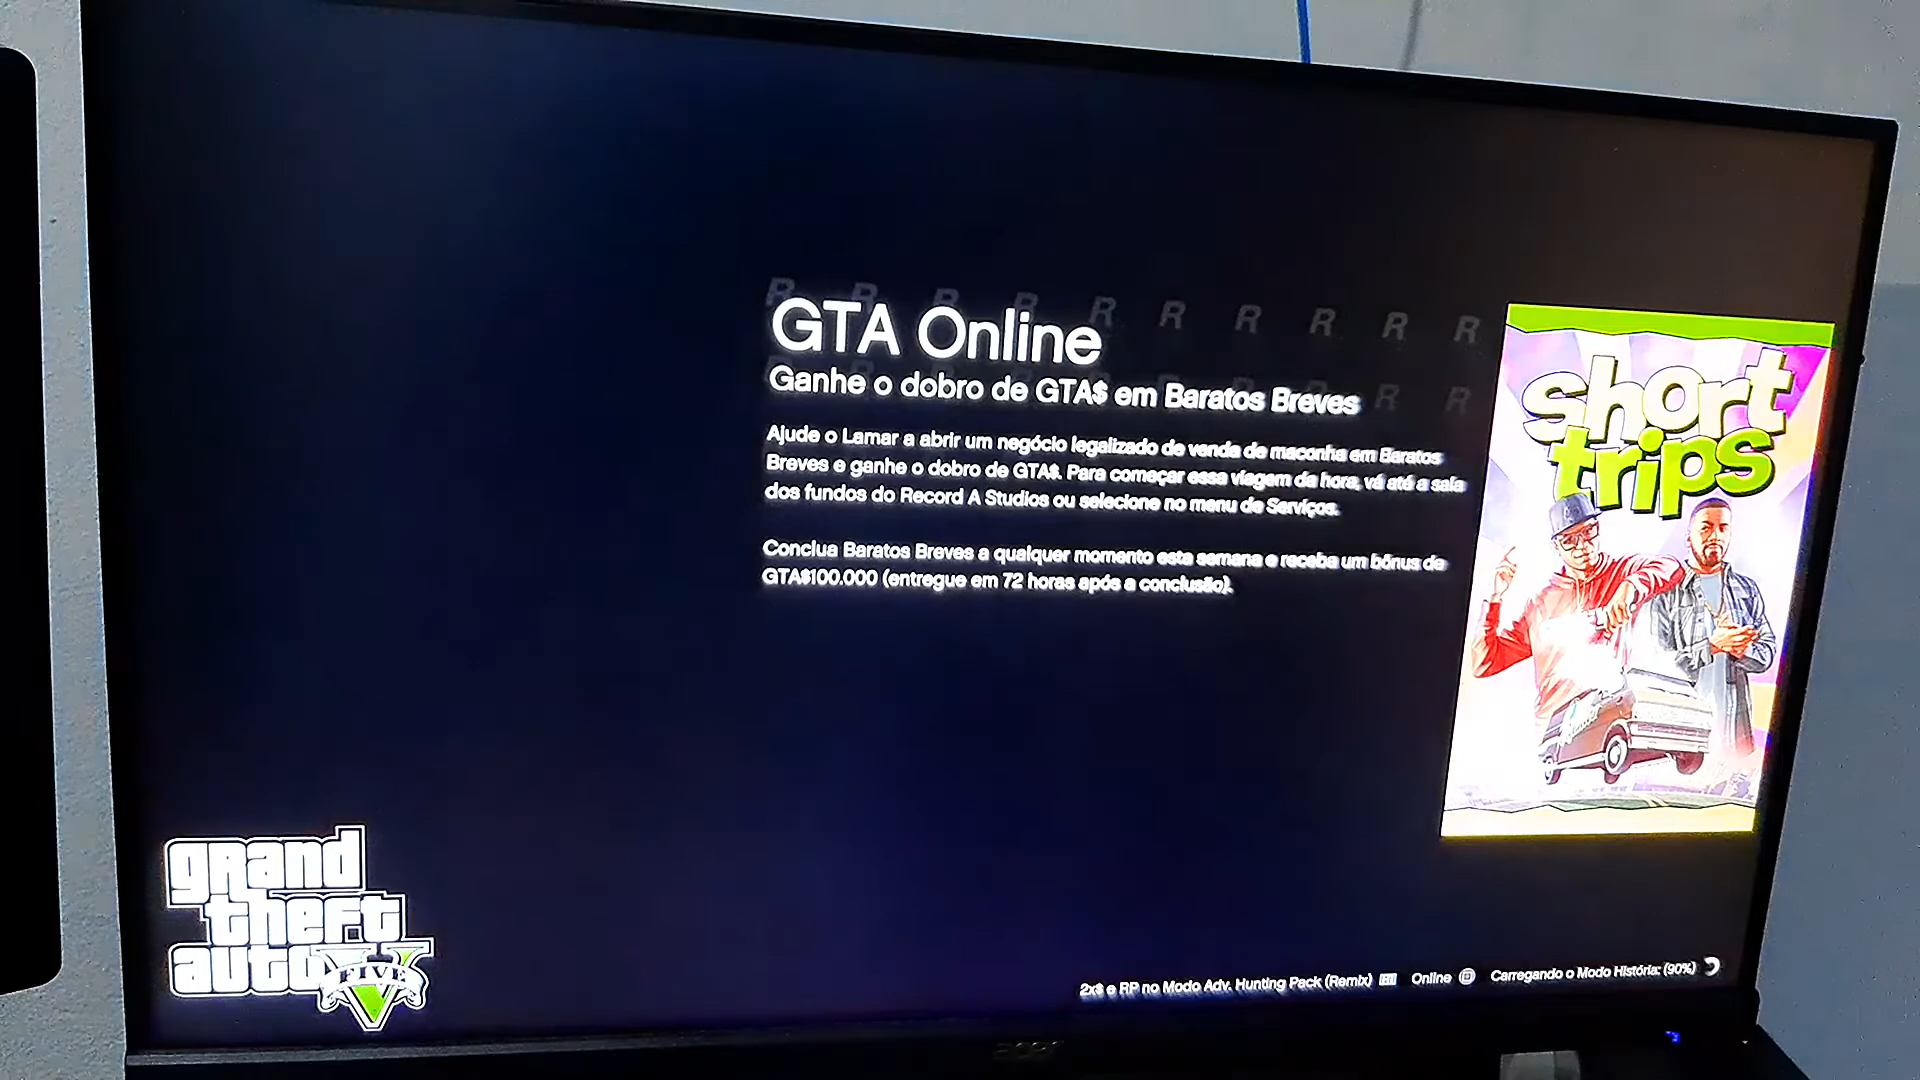 GTA Online
Ganhe o dobro de GTA$ em Baratos Breves
Ajude o Lamar a abrir um negócio legalizado de venda de maconha em Baratos
Breves e ganhe o dobro de GTA$. Para começar essa viagem da hora, vá até a sala
dos fundos do Record A Studios ou selecione no menu de Serviços.
Conclua Baratos Breves a qualquer momento esta semana e receba um bônus de
GTA$100.000 (entregue em 72 horas após a conclusão).
short
trips
grand
theft
auto
FIVE
V
2x$ e RP no Modo Adv. Hunting Pack (Remix) Online Carregando o Modo História: (90%)
acer